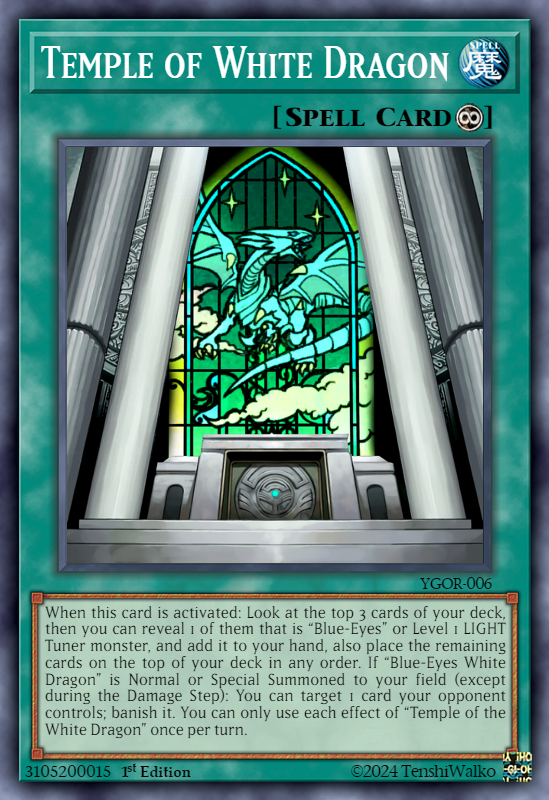 TEMPLE OF WHITE DRAGON
SPELL
魔
[SPELL CARD ]
YGOR-006
When this card is activated: Look at the top 3 cards of your deck,
then you can reveal 1 of them that is “Blue-Eyes” or Level 1 LIGHT
Tuner monster, and add it to your hand, also place the remaining
cards on the top of your deck in any order. If “Blue-Eyes White
Dragon” is Normal or Special Summoned to your field (except
during the Damage Step): You can target 1 card your opponent
controls; banish it. You can only use each effect of “Temple of the
White Dragon” once per turn.
3105200015 1st Edition ©2024 TenshiWalko